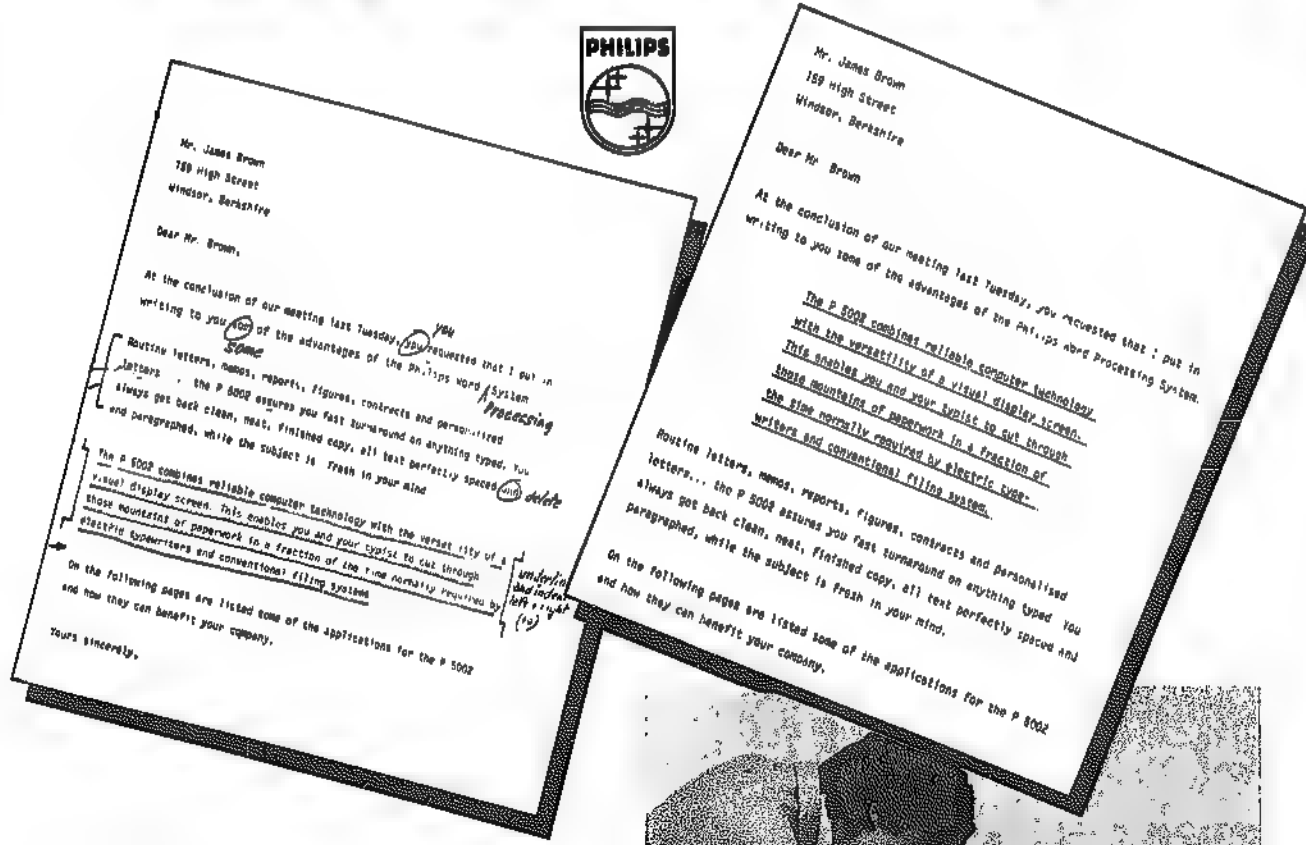 PHILIPS
Mr. James Brown
159 High Street
Windsor, Berkshire
Dear Mr. Brown,
At the conclusion of our meeting last Tuesday, you requested that I put in
you
writing to you som of the advantages of the Philips Word System
some
Processing
Routine letters, memos, reports, figures, contracts and personalized
letters . . the P 5002 assures you fast turnaround on anything typed. You
always get back clean, neat, finished copy, all text perfectly spaced
delete
and paragraphed, while the subject is fresh in your mind
The P 5002 combines reliable computer technology with the of a
visual display screen. This enables you and your typist to cut through
those mountains of paperwork in a fraction of the time normally required by
electric typewriters and conventional filing systems
underline
and indent
left + right
(10)
On the following pages are listed some of the applications for the P 5002
and how they can benefit your company.
Yours sincerely,
Mr. James Brown
159 High Street
Windsor, Berkshire
Dear Mr Brown
At the conclusion of our meeting last Tuesday, you requested that I put in
writing to you some of the advantages of the Philips Word Processing System.
The P 5002 combines reliable computer technology
with the versatility of a visual display screen.
This enables you and your typist to cut through
those mountains of paperwork in a fraction of
the time normally required by electric type-
writers and conventional filing system.
Routine letters, memos, reports, figures, contracts and personalised
letters... the P 5002 assures you fast turnaround on anything typed You
always get back clean, neat, finished copy, all text perfectly spaced and
paragraphed, while the subject is fresh in your mind.
On the following pages are listed some of the applications for the P 5002
and how they can benefit your company.